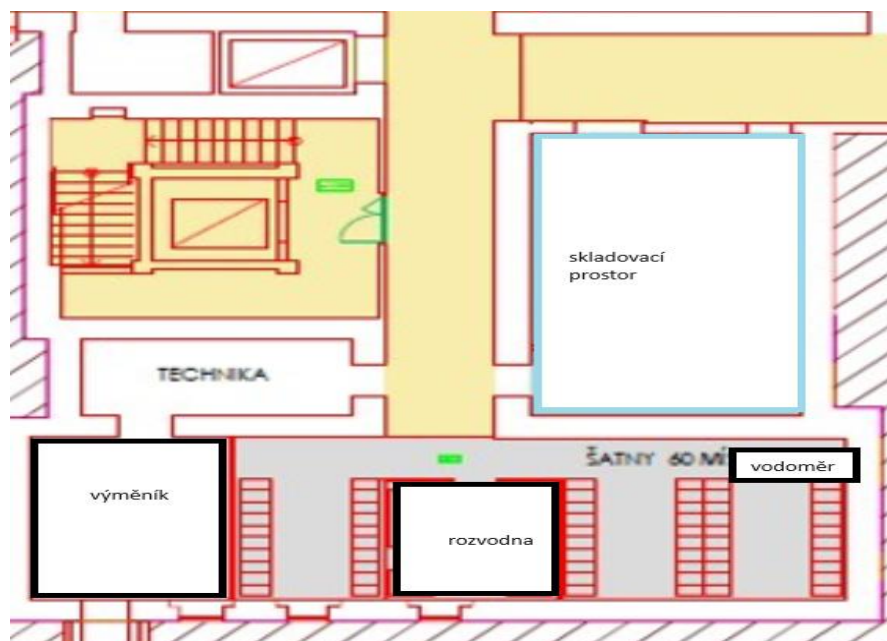 skladovací
prostor
TECHNIKA
ŠATNY 60 MÍ
vodoměr
výměník
rozvodna